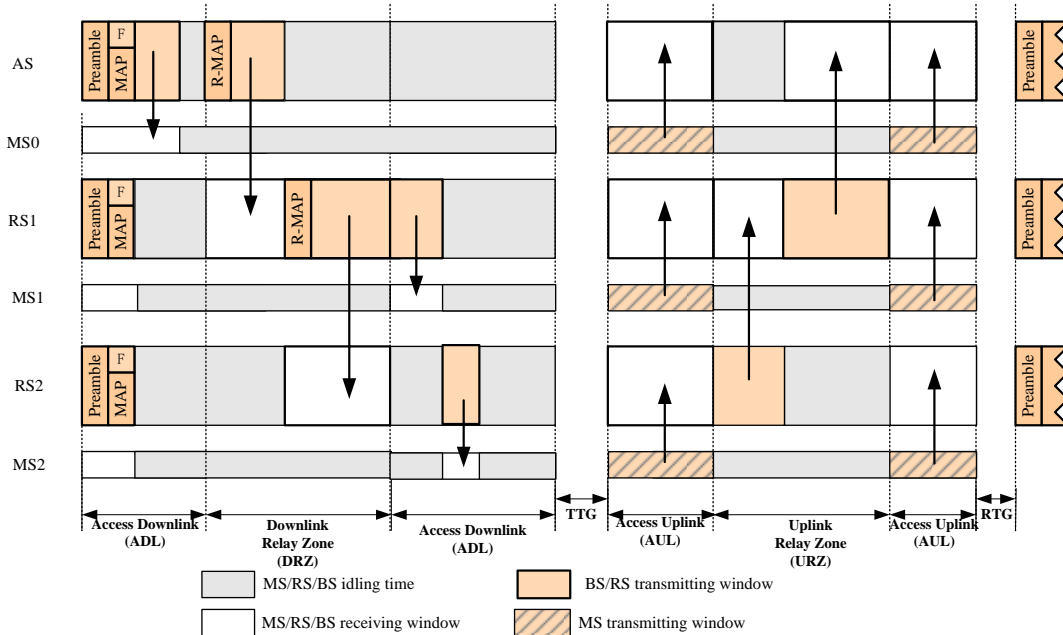 AS
Preamble
F
MAP
R-MAP
MS0
RS1
Preamble
F
MAP
R-MAP
Preamble
MS1
RS2
Preamble
F
MAP
Preamble
MS2
Preamble
Access Downlink
(ADL)
Downlink
Relay Zone
(DRZ)
Access Downlink
(ADL)
TTG
Access Uplink
(AUL)
Uplink
Relay Zone
(URZ)
Access Uplink
(AUL)
RTG
MS/RS/BS idling time
BS/RS transmitting window
MS/RS/BS receiving window
MS transmitting window